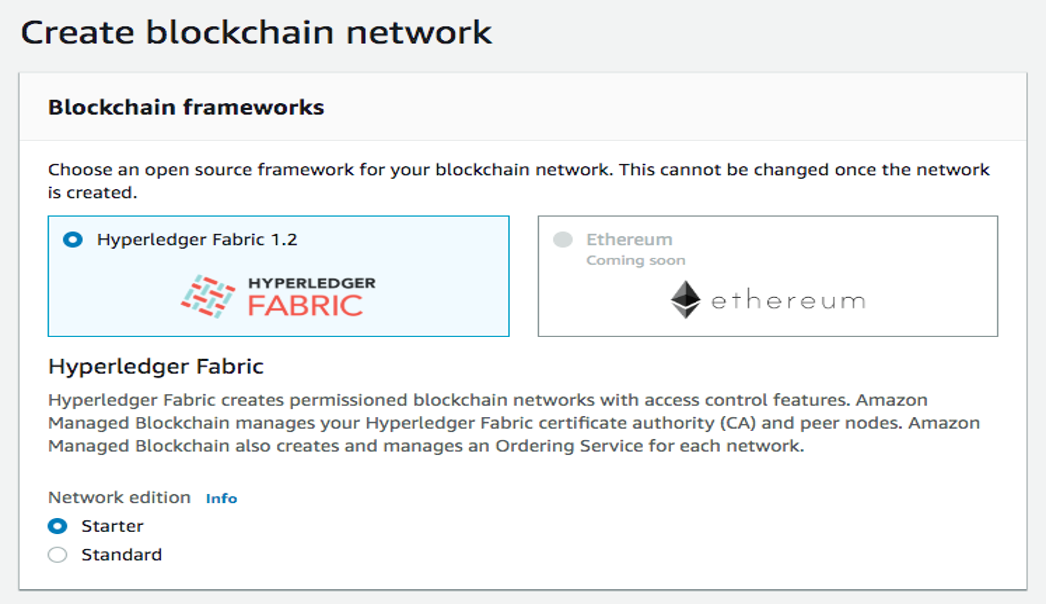 Create blockchain network
Blockchain frameworks
Choose an open source framework for your blockchain network. This cannot be changed once the network
is created.
Hyperledger Fabric 1.2
HYPERLEDGER
FABRIC
Ethereum
Coming soon
ethereum
Hyperledger Fabric
Hyperledger Fabric creates permissioned blockchain networks with access control features. Amazon
Managed Blockchain manages your Hyperledger Fabric certificate authority (CA) and peer nodes. Amazon
Managed Blockchain also creates and manages an Ordering Service for each network.
Network edition Info
Starter
Standard